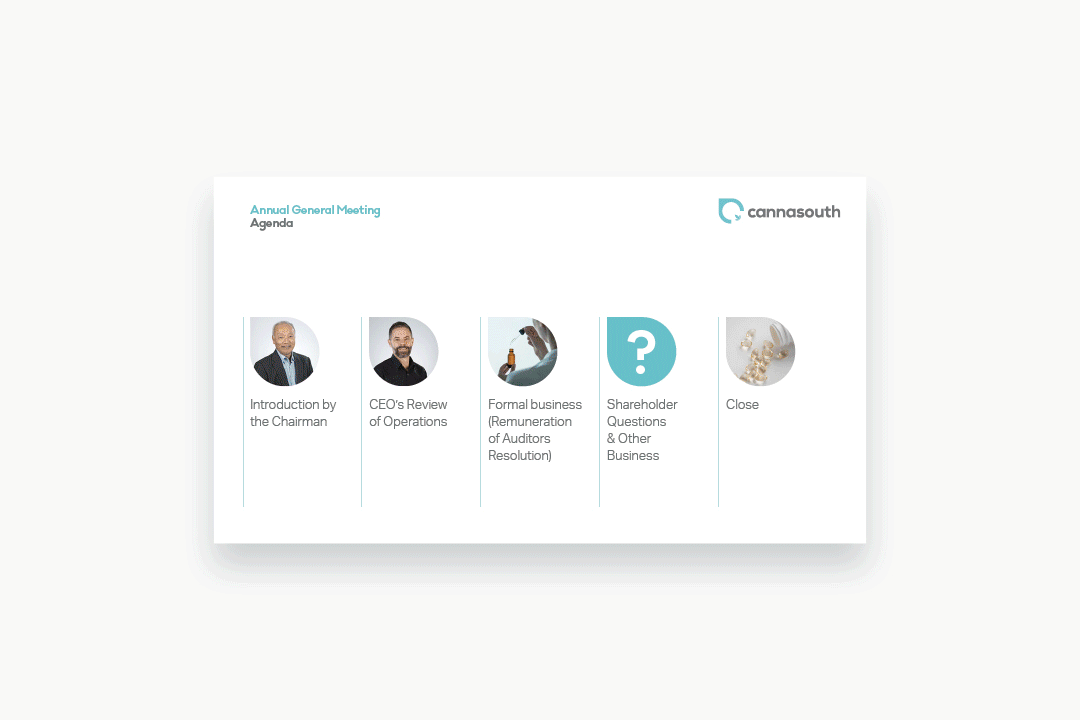 Annual General Meeting
Agenda
cannasouth
?
Introduction by
the Chairman
CEO's Review
of Operations
Formal business
(Remuneration
of Auditors
Resolution)
Shareholder
Questions
& Other
Business
Close